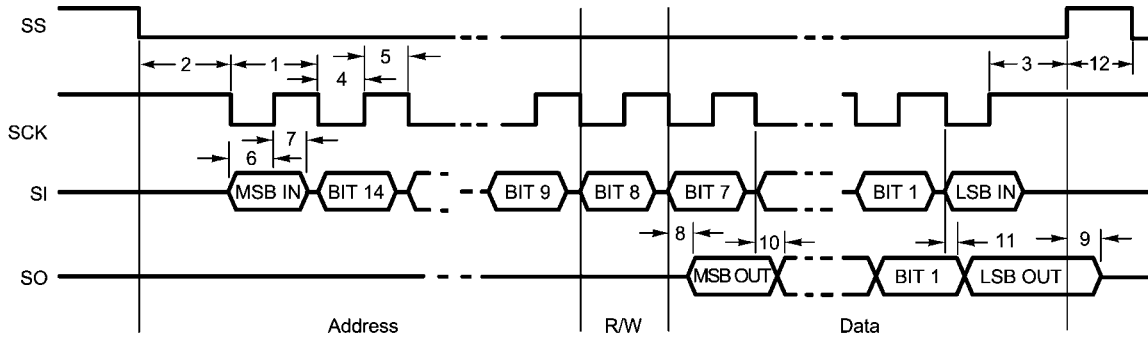 SS
2 1 4 5 3 12
SCK
6 7
SI MSB IN BIT 14 BIT 9 BIT 8 BIT 7 BIT 1 LSB IN
8 10 11 9
SO MSB OUT BIT 1 LSB OUT
Address R/W Data